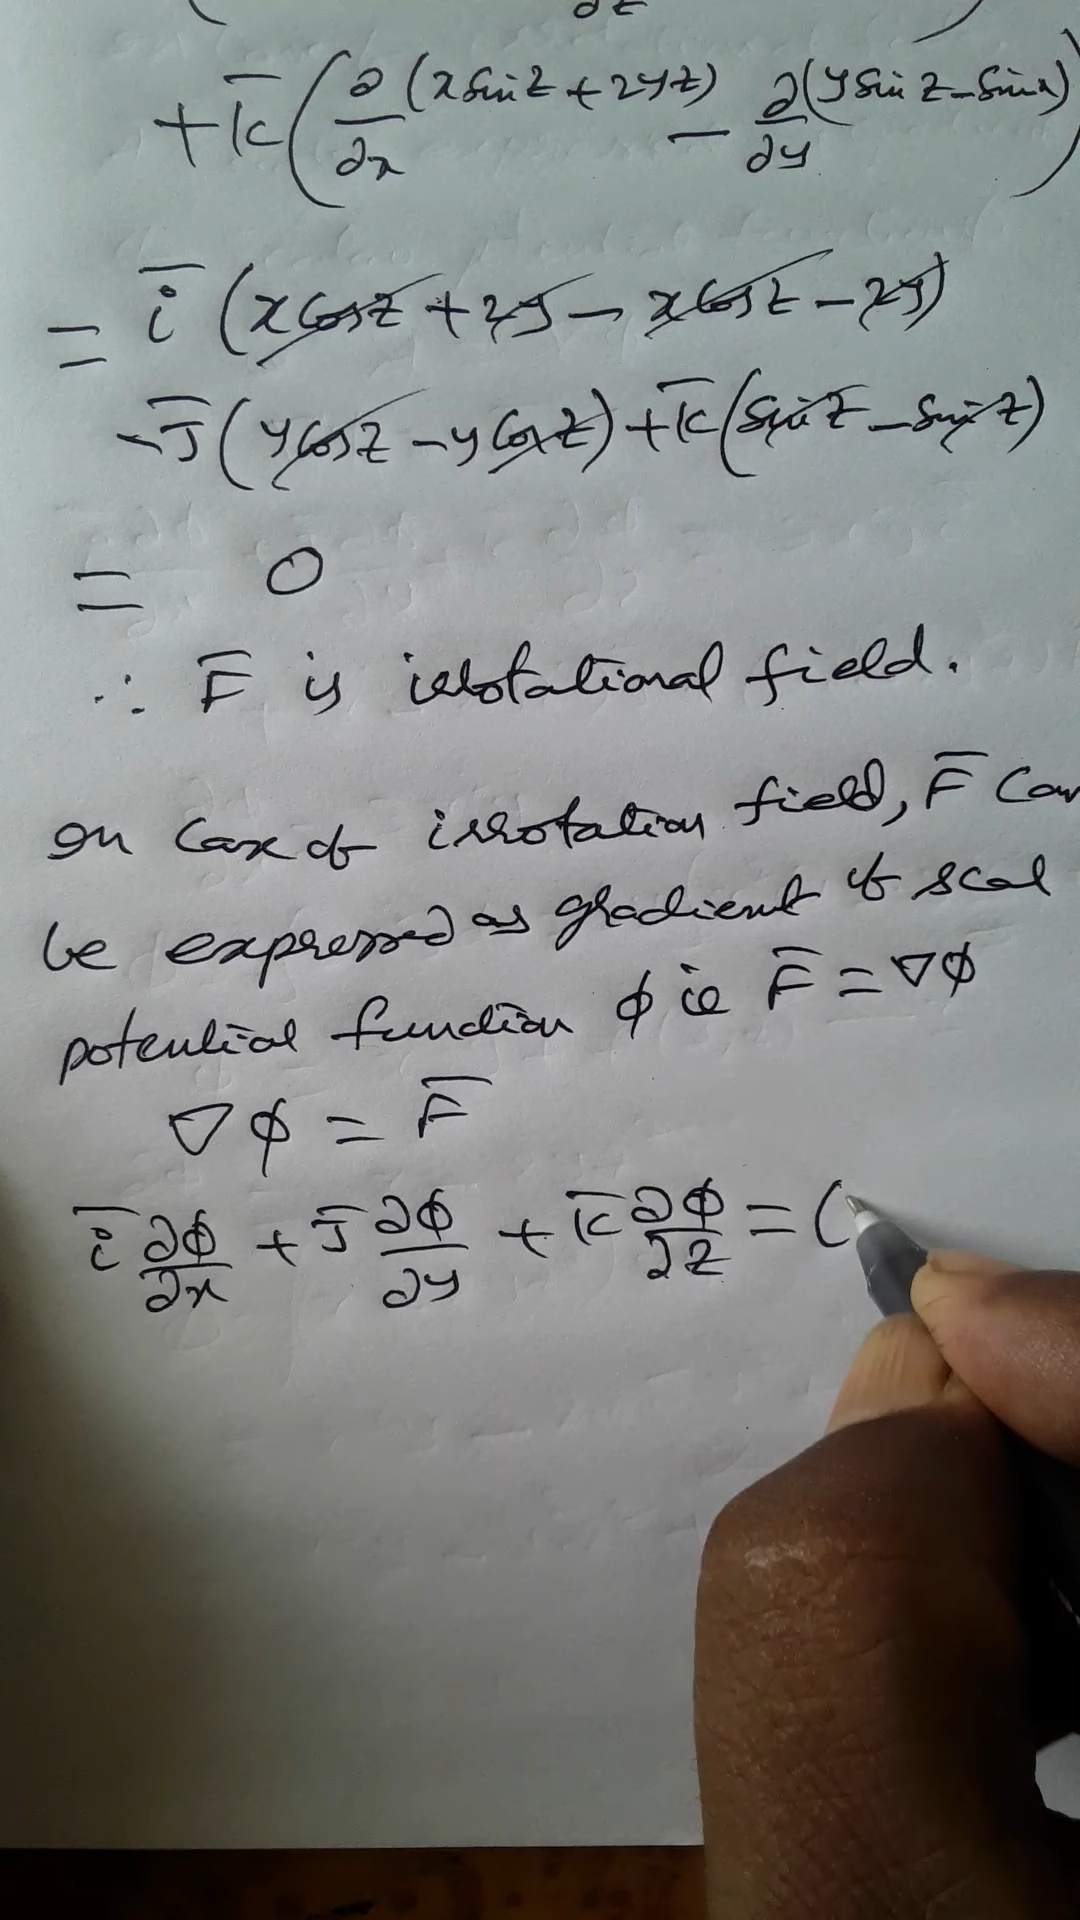 ∂z )
+k̅ ( ∂/∂x (x sin z + 2yz) − ∂/∂y (y sin z − sin x) )
= i̅ (x cos z + 2y − x cos z − 2y)
− j̅ (y cos z − y cos z) + k̅ (sin z − sin z)
= 0
∴ F̅ is irrotational field.
In case of irrotation field, F̅ can
be expressed as gradient of scal
potential function ϕ ie F̅ = ∇ϕ
∇ϕ = F̅
i̅ ∂ϕ/∂x + j̅ ∂ϕ/∂y + k̅ ∂ϕ/∂z = (